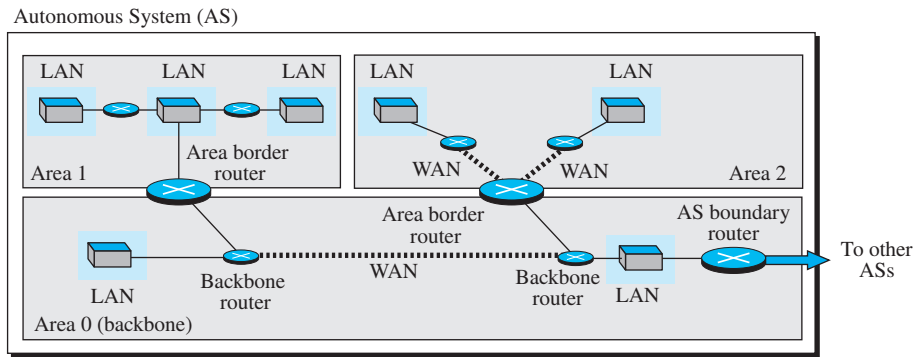 Autonomous System (AS)
LAN
LAN
LAN
Area border
router
Area 1
LAN
LAN
WAN
WAN
Area 2
Area border
router
AS boundary
router
To other
ASs
LAN
Backbone
router
WAN
Backbone
router
LAN
Area 0 (backbone)